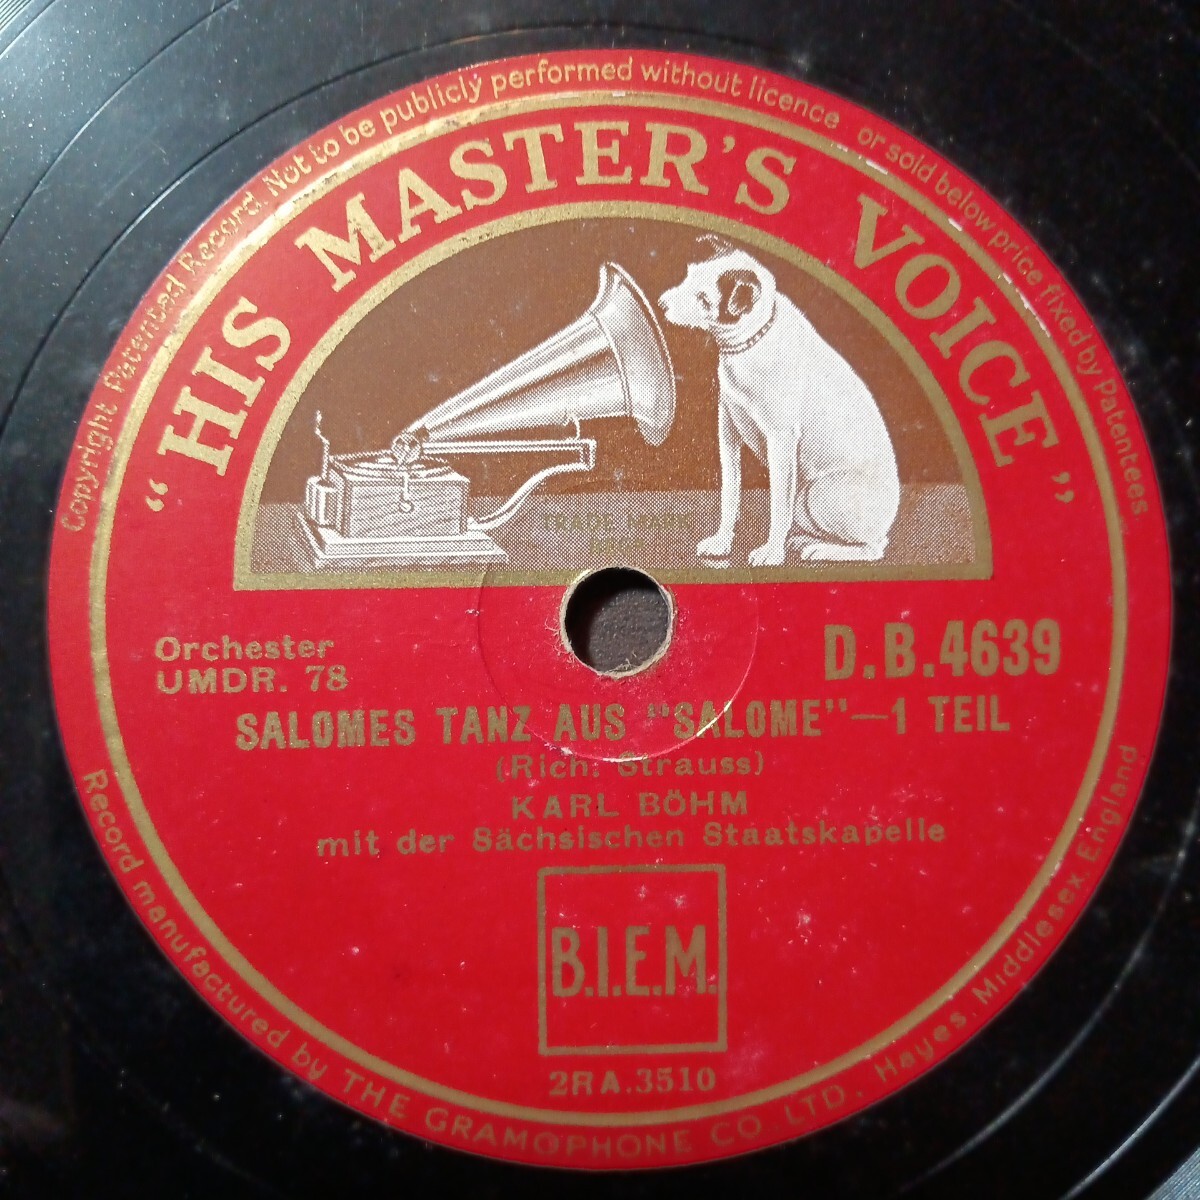 Copyright Patented Record. Not to be publicly performed without licence or sold below price fixed by Patentees.
"HIS MASTER'S VOICE"
TRADE MARK
Orchester
UMDR. 78
D.B.4639
SALOMES TANZ AUS "SALOME"—1 TEIL
(Rich. Strauss)
KARL BÖHM
mit der Sächsischen Staatskapelle
B.I.E.M.
2RA.3510
Record manufactured by THE GRAMOPHONE CO. LTD., Hayes, Middlesex, England